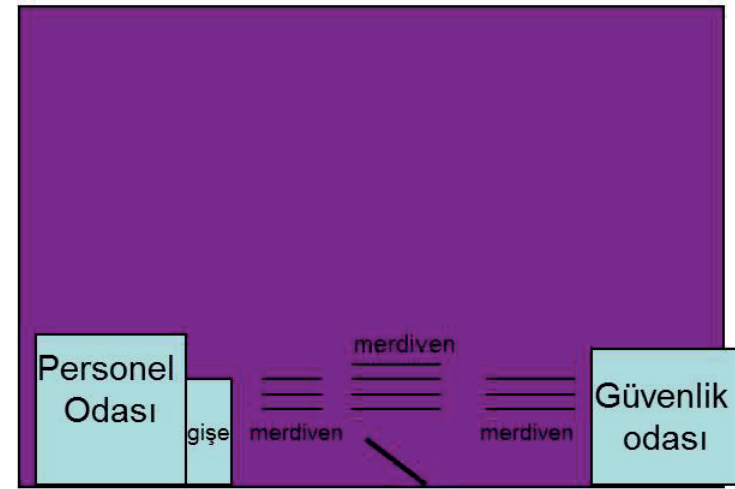 merdiven
Personel
Odası
gişe
merdiven
merdiven
Güvenlik
odası